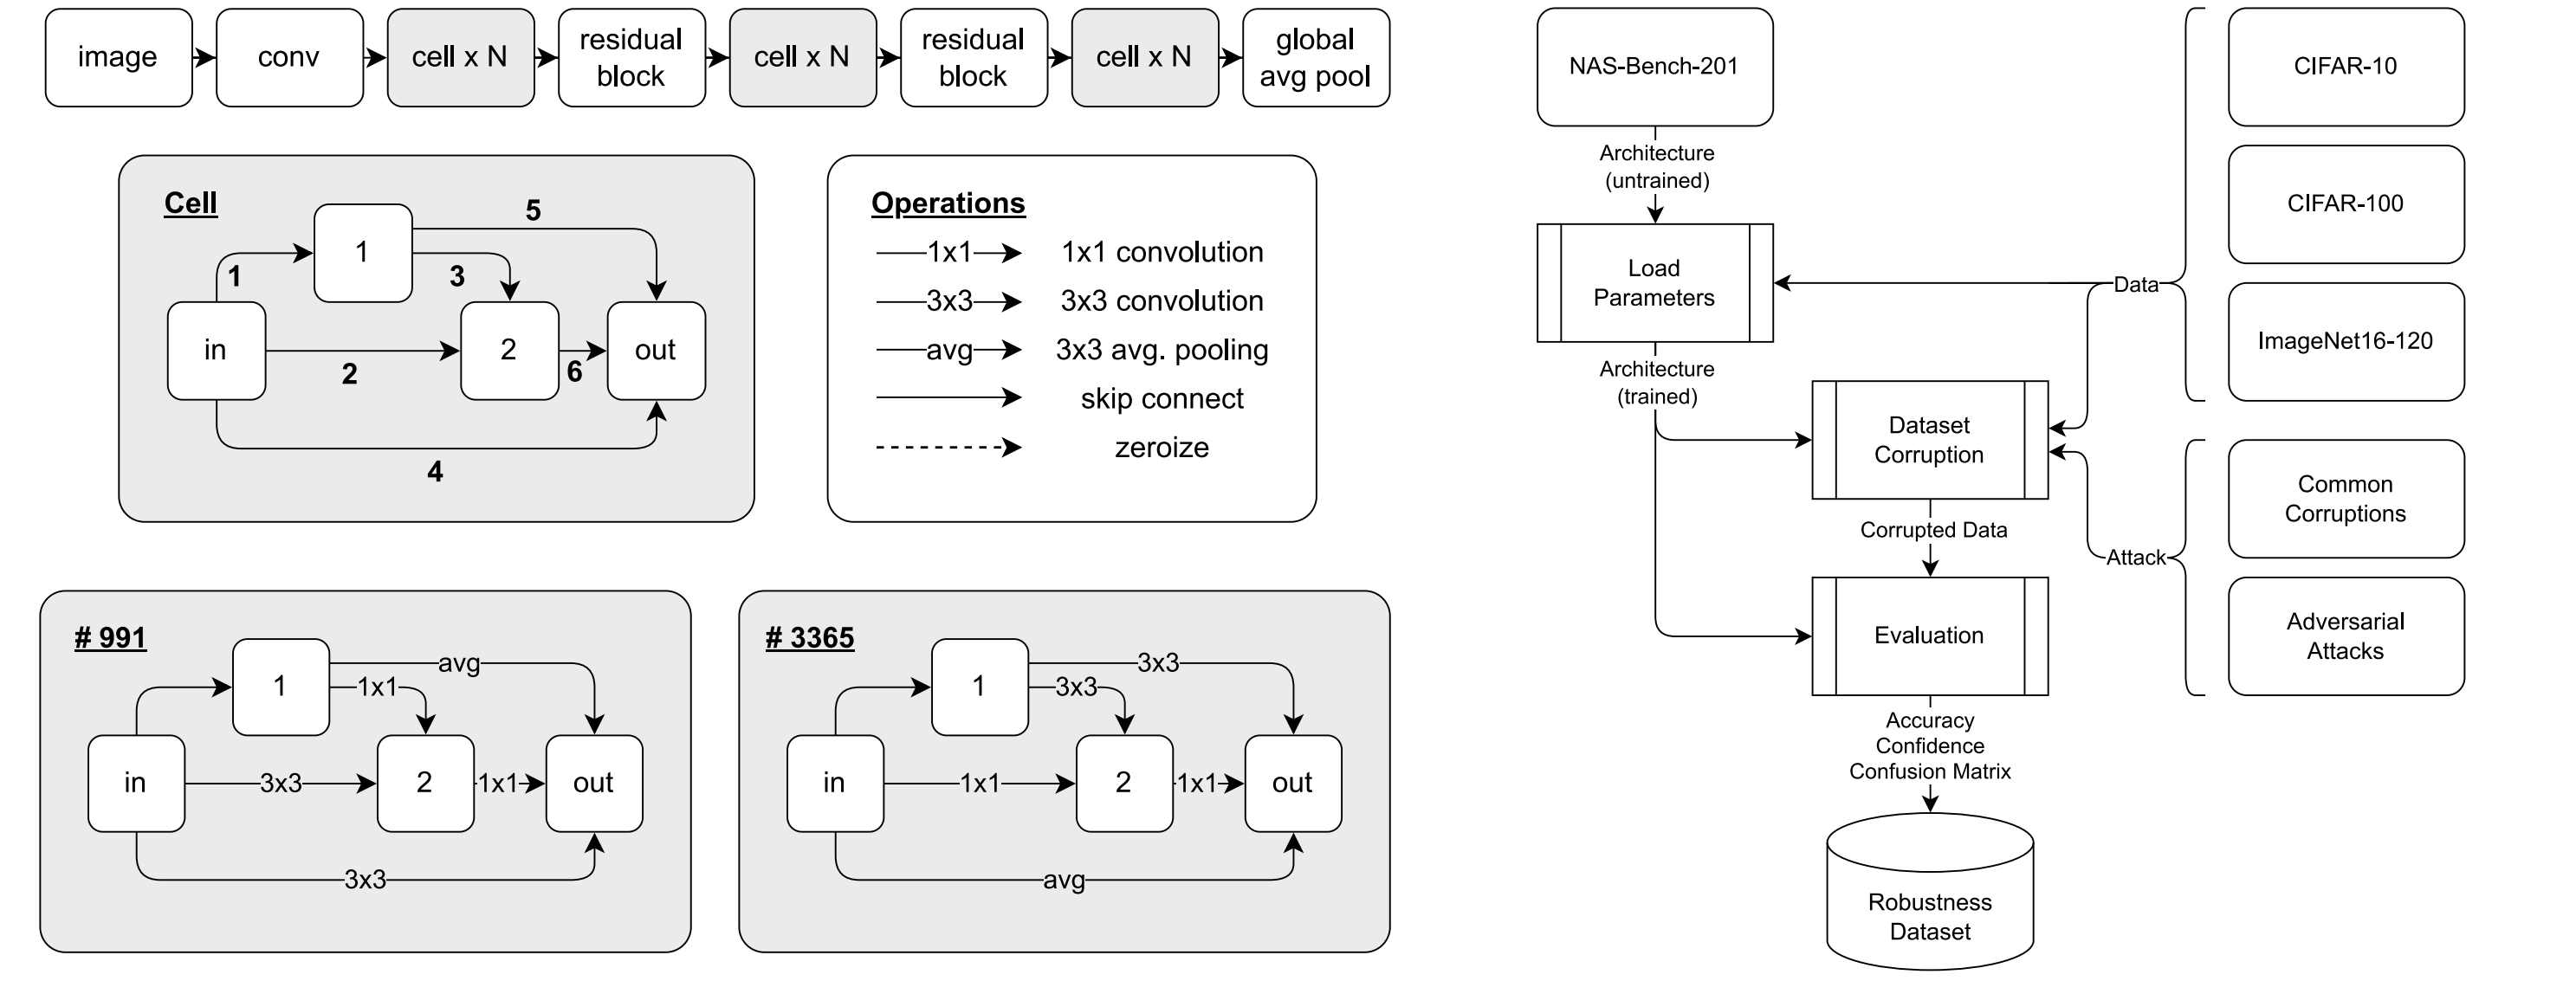 image
conv
cell x N
residual
block
cell x N
residual
block
cell x N
global
avg pool
Cell
1
2
in
out
1
2
3
4
5
6
Operations
1x1
1x1 convolution
3x3
3x3 convolution
avg
3x3 avg. pooling
skip connect
zeroize
# 991
1
avg
1x1
in
3x3
2
1x1
out
3x3
# 3365
1
3x3
3x3
in
1x1
2
1x1
out
avg
NAS-Bench-201
Architecture
(untrained)
Load
Parameters
Architecture
(trained)
Data
CIFAR-10
CIFAR-100
ImageNet16-120
Dataset
Corruption
Corrupted Data
Attack
Common
Corruptions
Adversarial
Attacks
Evaluation
Accuracy
Confidence
Confusion Matrix
Robustness
Dataset